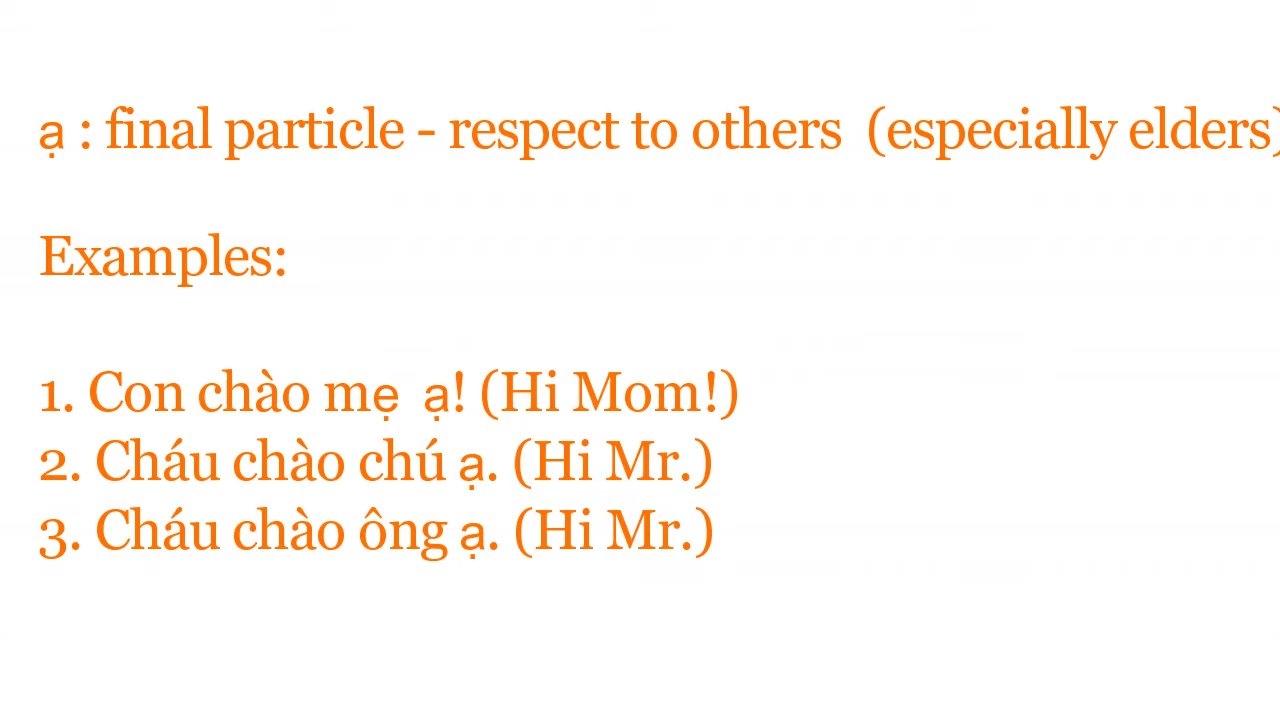 ạ : final particle - respect to others (especially elders)
Examples:
1. Con chào mẹ ạ! (Hi Mom!)
2. Cháu chào chú ạ. (Hi Mr.)
3. Cháu chào ông ạ. (Hi Mr.)